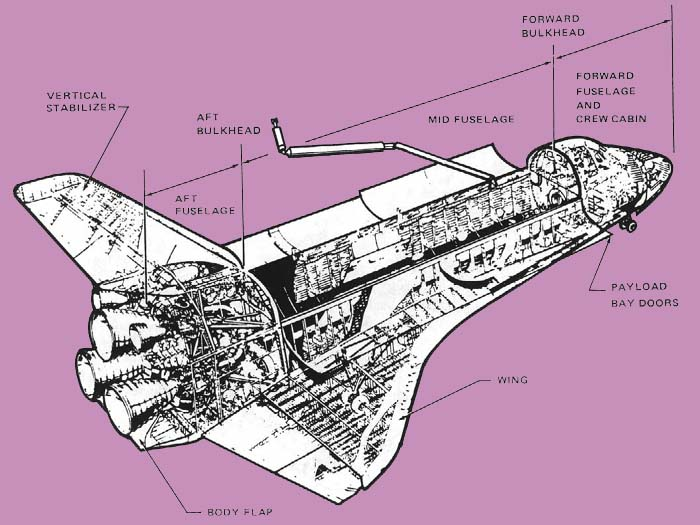 FORWARD
BULKHEAD
FORWARD
FUSELAGE
AND
CREW CABIN
VERTICAL
STABILIZER
AFT
BULKHEAD
MID FUSELAGE
AFT
FUSELAGE
PAYLOAD
BAY DOORS
WING
BODY FLAP